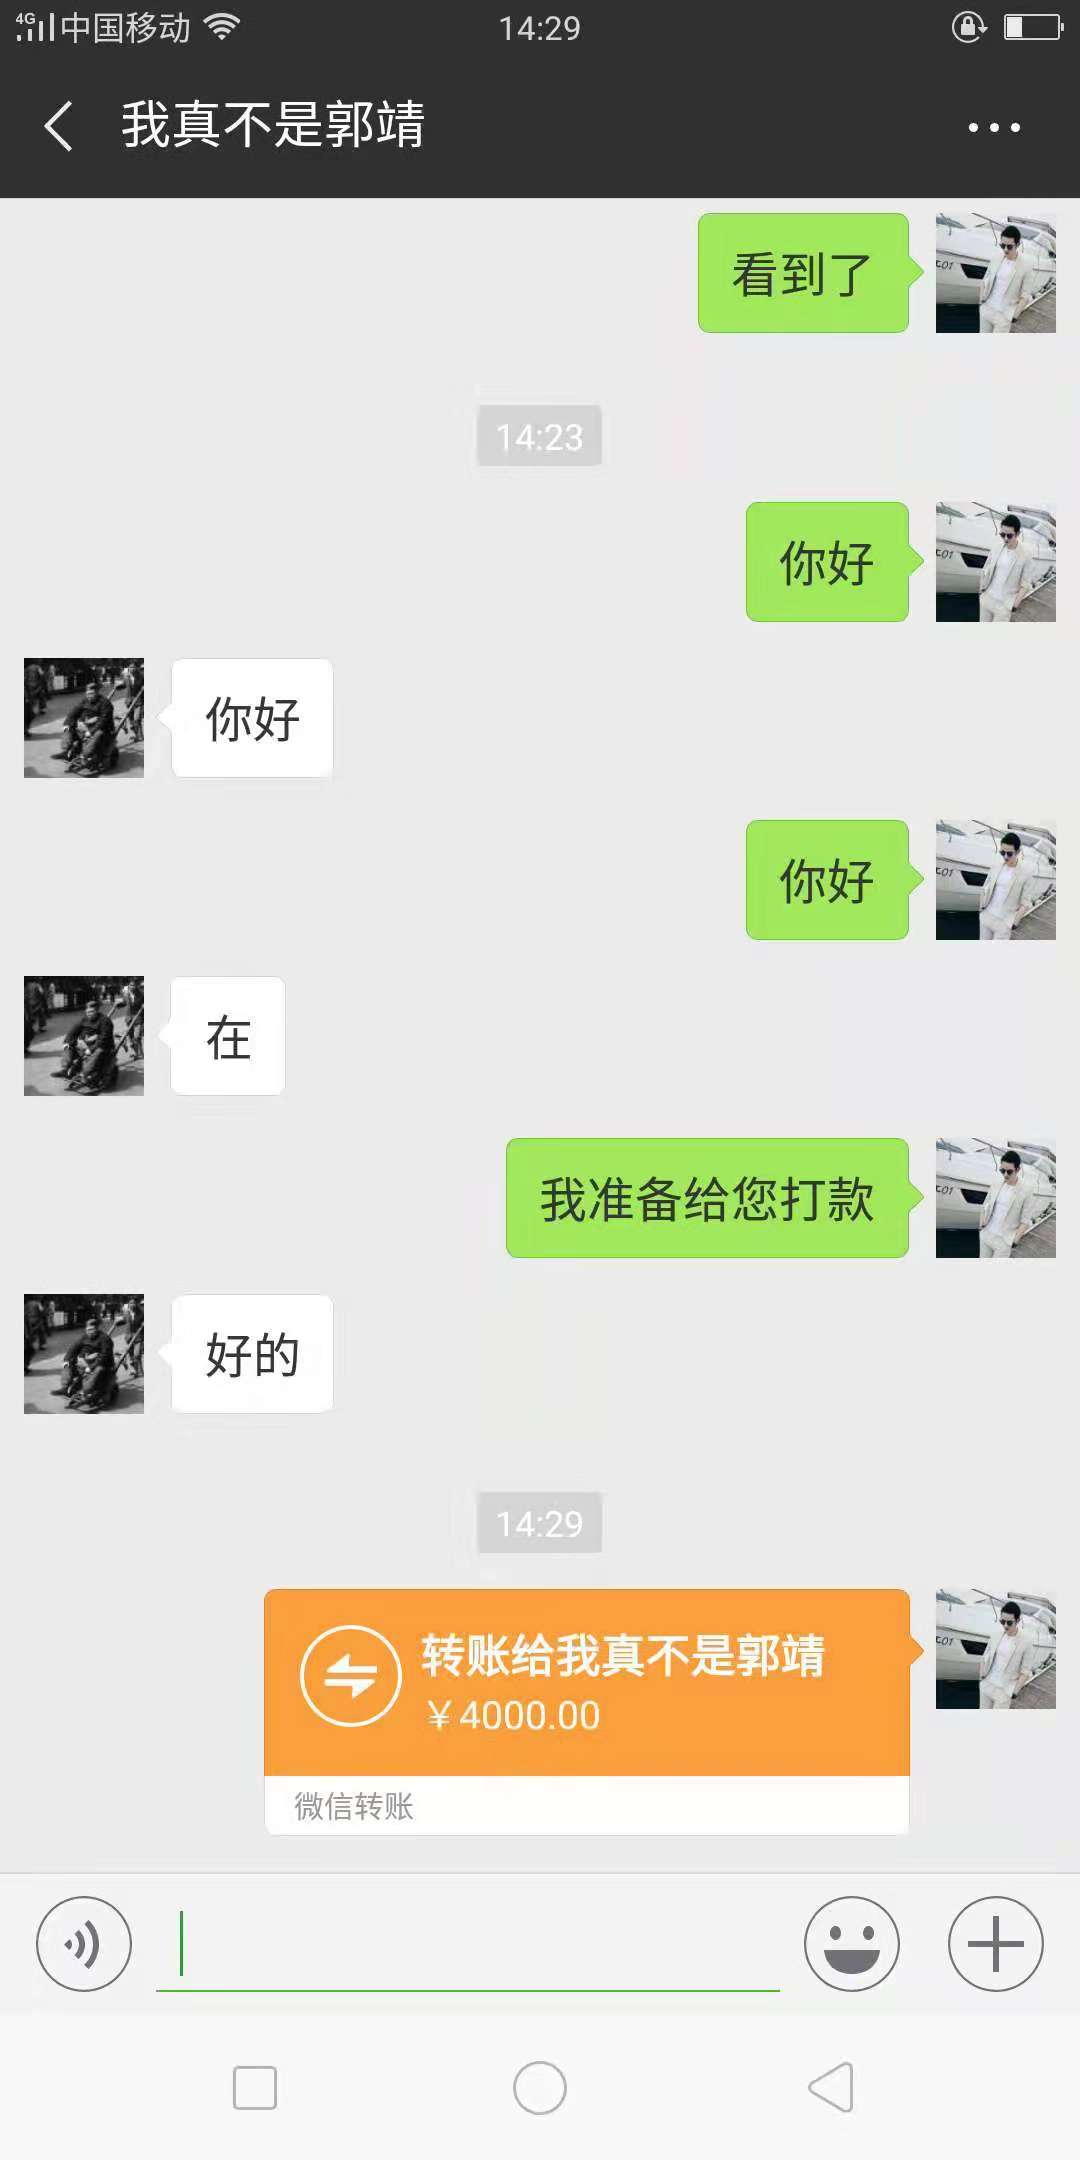 4G 中国移动 14:29
我真不是郭靖
看到了
14:23
你好
你好
你好
在
我准备给您打款
好的
14:29
转账给我真不是郭靖
￥4000.00
微信转账